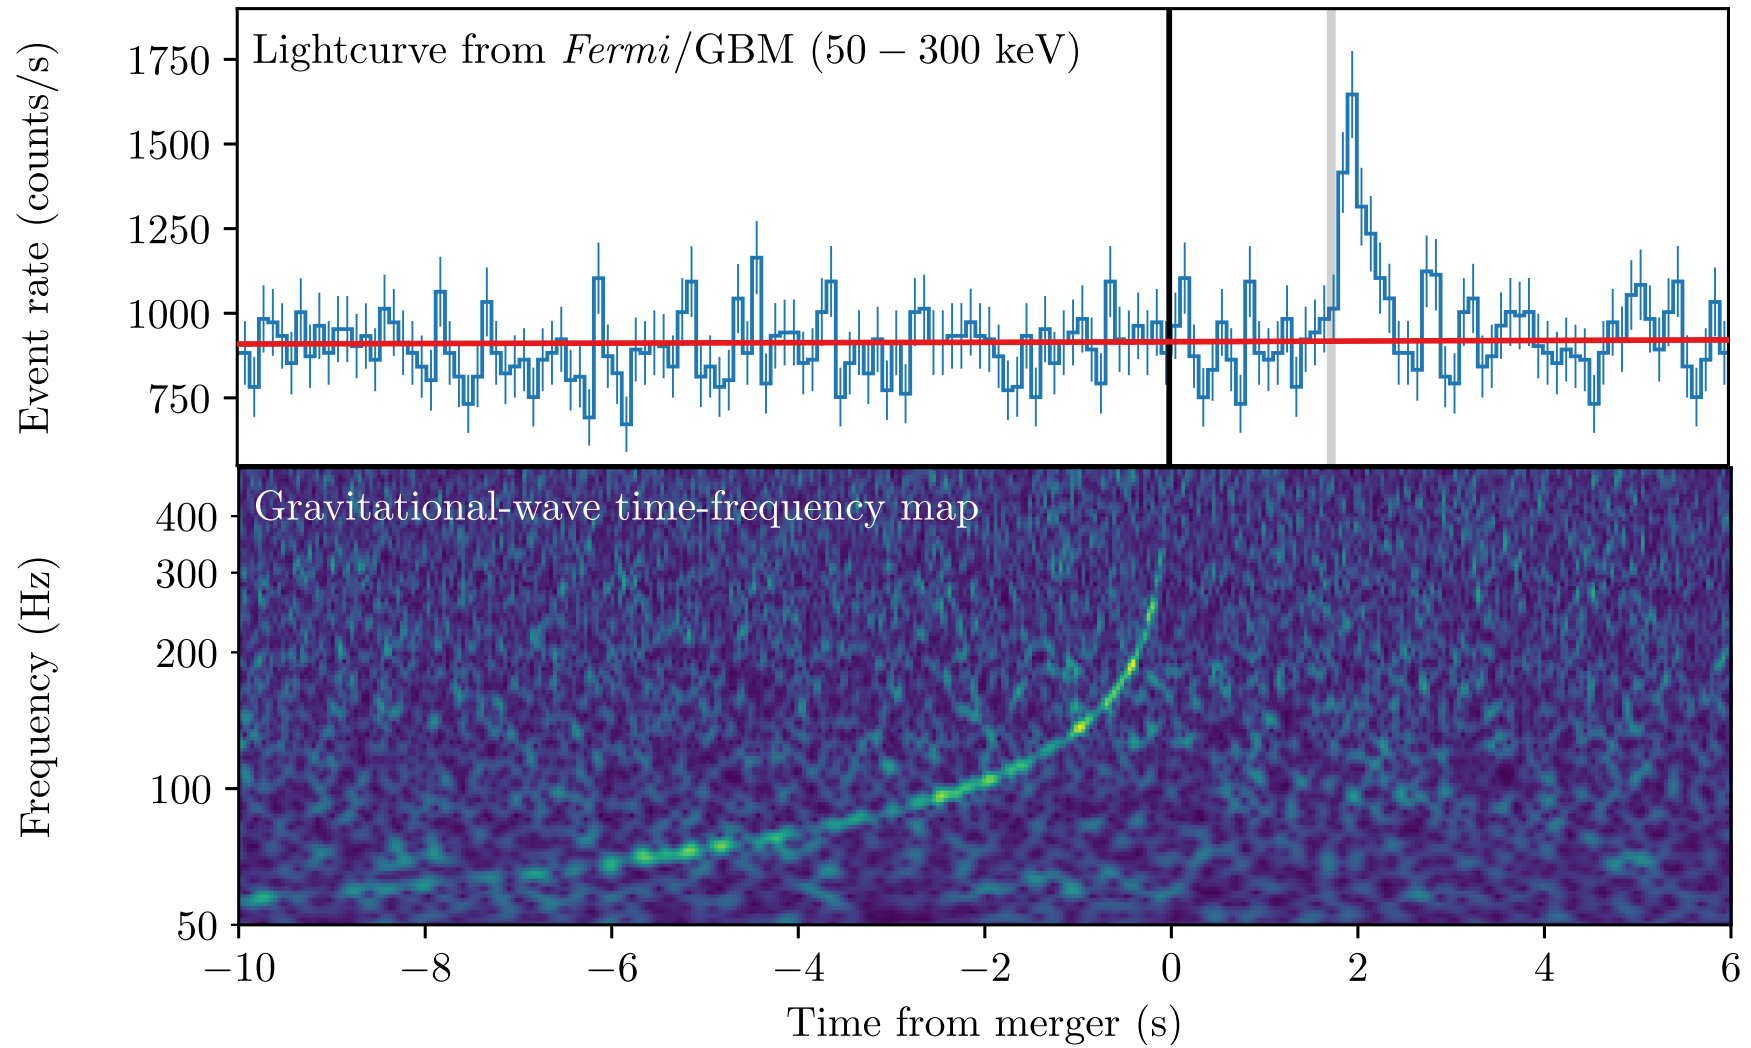 Lightcurve from Fermi/GBM (50 – 300 keV)
Event rate (counts/s)
1750
1500
1250
1000
750
Gravitational-wave time-frequency map
Frequency (Hz)
400
300
200
100
50
−10 −8 −6 −4 −2 0 2 4 6
Time from merger (s)